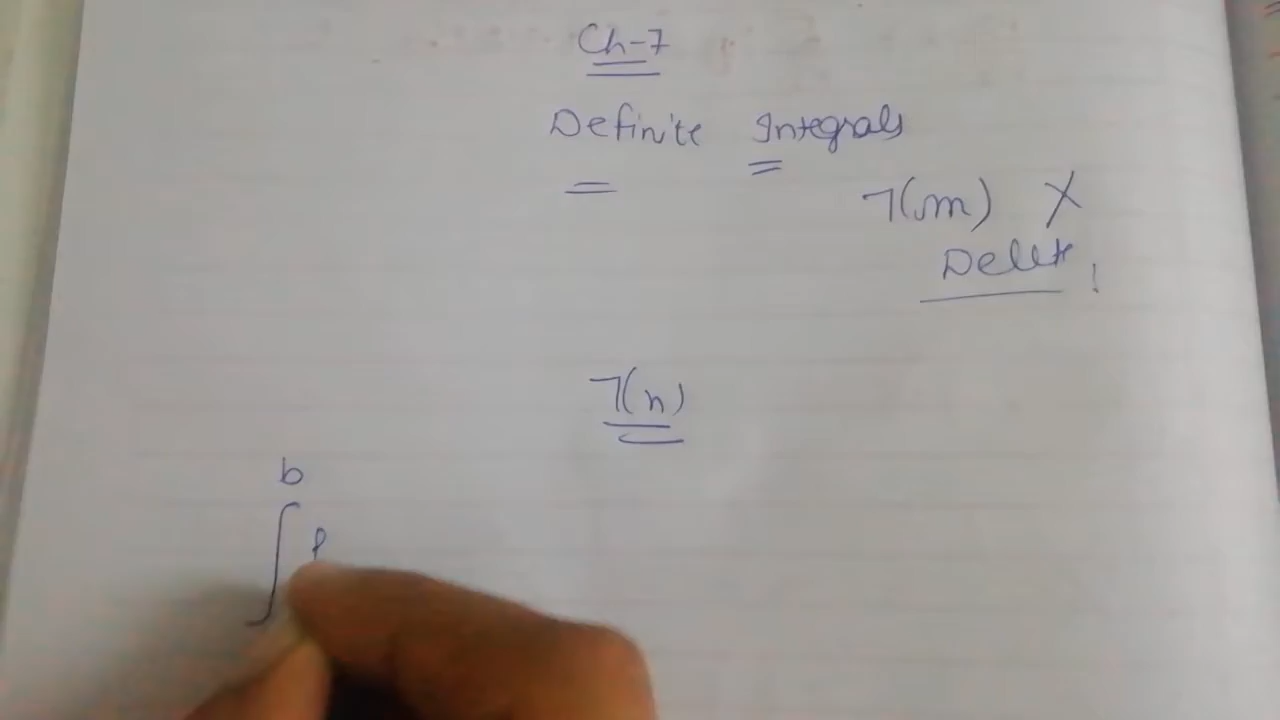 Ch-7
Definite Integrals
7(m) X
Delete!
7(n)
b
∫ f